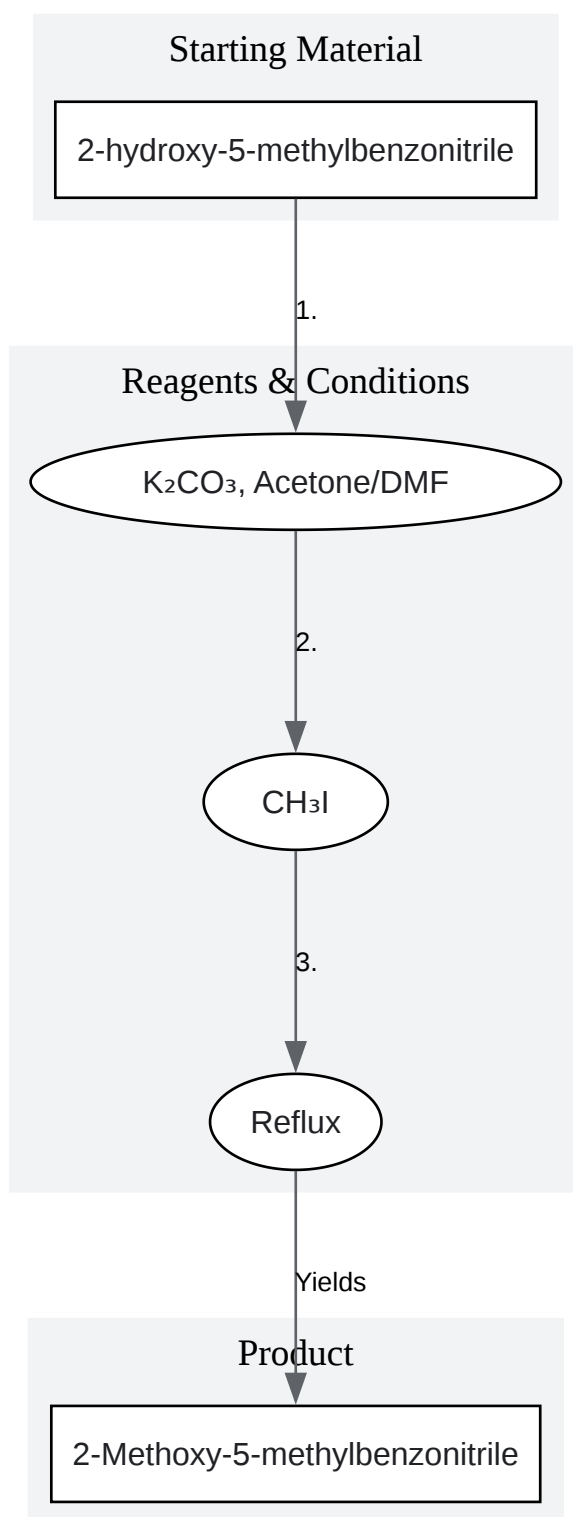 Starting Material
2-hydroxy-5-methylbenzonitrile
1.
Reagents & Conditions
K₂CO₃, Acetone/DMF
2.
CH₃I
3.
Reflux
Yields
Product
2-Methoxy-5-methylbenzonitrile